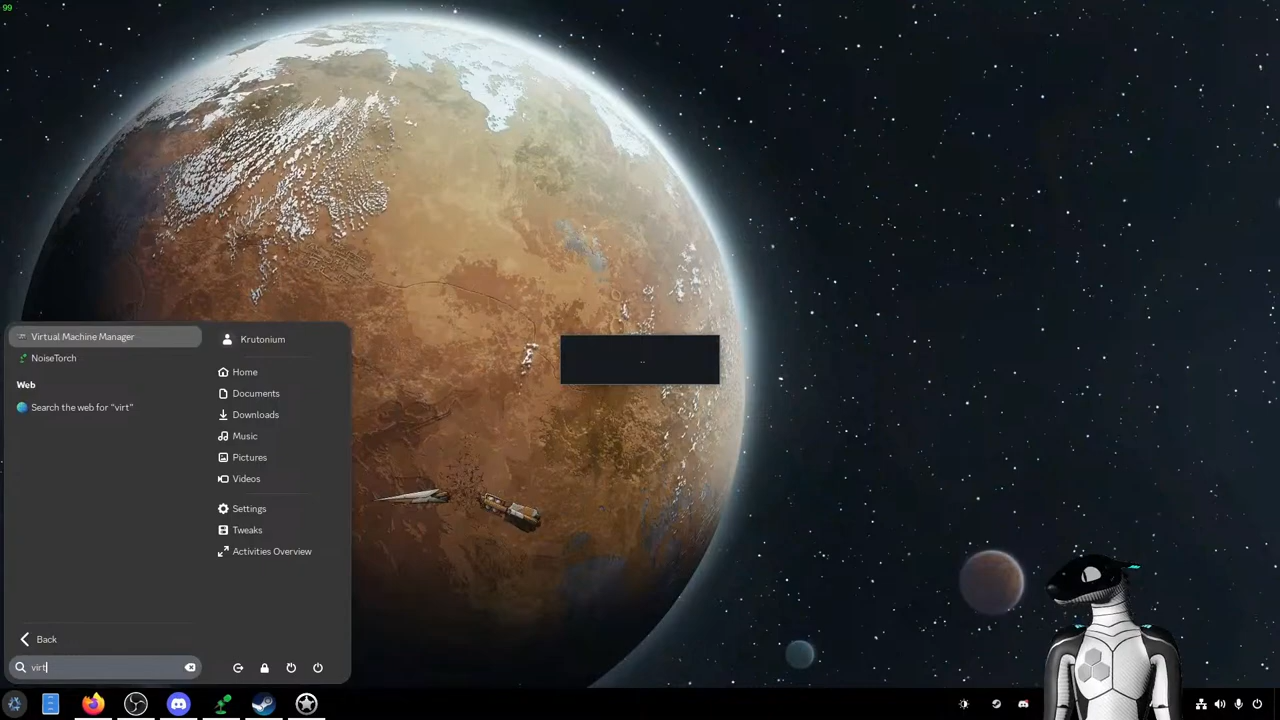 99
Virtual Machine Manager
NoiseTorch
Web
Search the web for "virt"
Back
virt
Krutonium
Home
Documents
Downloads
Music
Pictures
Videos
Settings
Tweaks
Activities Overview
..